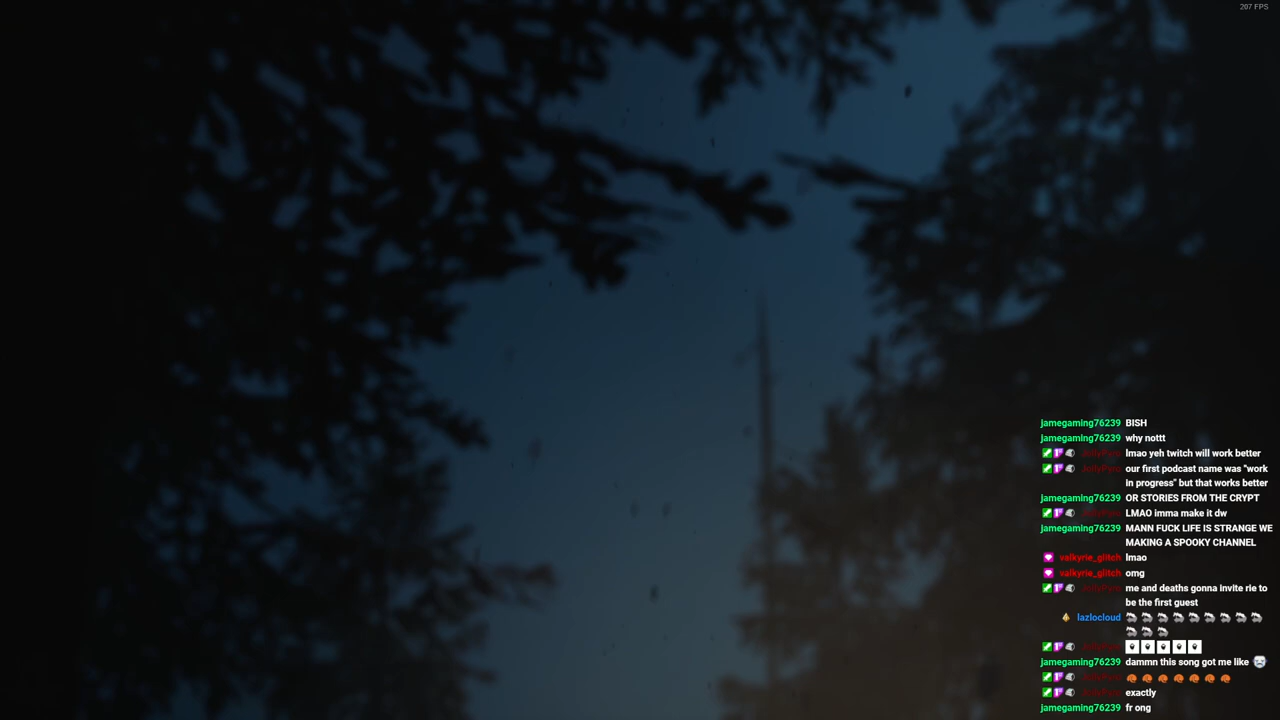 207 FPS
jamegaming76239 BISH
jamegaming76239 why nottt
lmao yeh twitch will work better
our first podcast name was "work
in progress" but that works better
jamegaming76239 OR STORIES FROM THE CRYPT
LMAO imma make it dw
jamegaming76239 MANN FUCK LIFE IS STRANGE WE
MAKING A SPOOKY CHANNEL
valkyrie_glitch lmao
valkyrie_glitch omg
me and deaths gonna invite rie to
be the first guest
lazlocloud
jamegaming76239 dammn this song got me like
exactly
jamegaming76239 fr ong